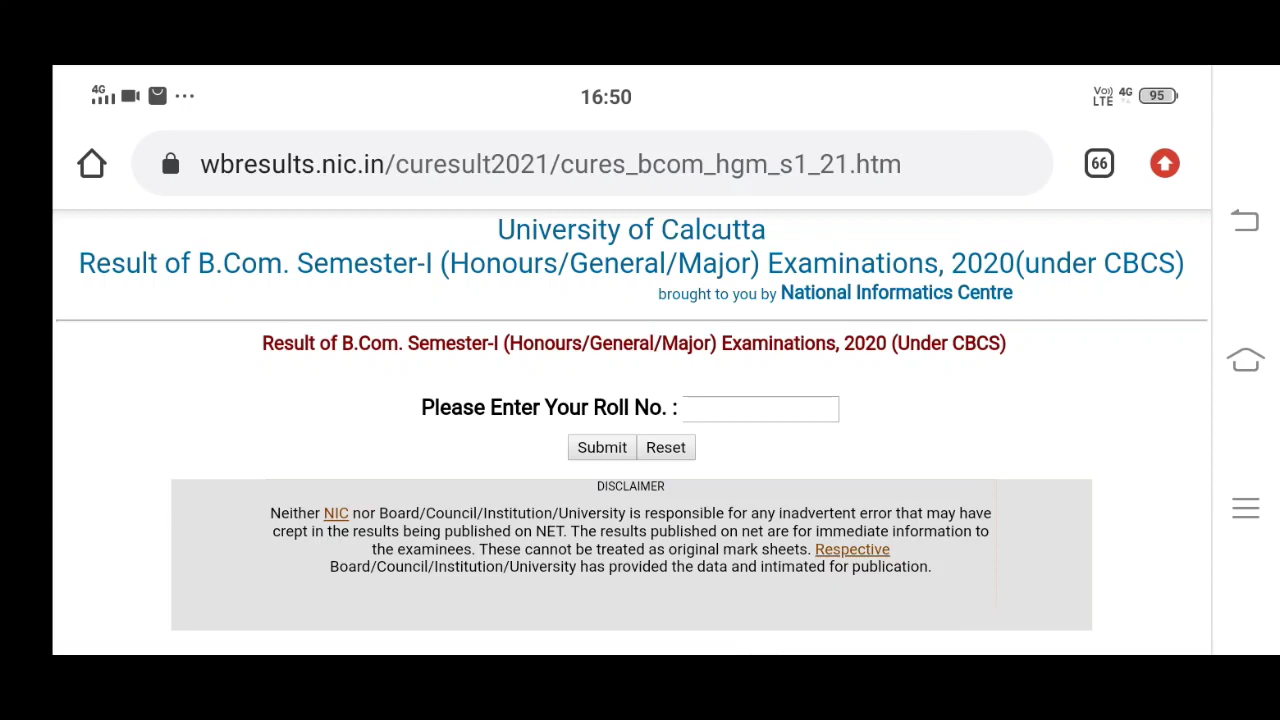 4G ... 16:50 Vo) LTE 4G 95
wbresults.nic.in/curesult2021/cures_bcom_hgm_s1_21.htm 66
University of Calcutta
Result of B.Com. Semester-I (Honours/General/Major) Examinations, 2020(under CBCS)
brought to you by National Informatics Centre
Result of B.Com. Semester-I (Honours/General/Major) Examinations, 2020 (Under CBCS)
Please Enter Your Roll No. :
Submit Reset
DISCLAIMER
Neither NIC nor Board/Council/Institution/University is responsible for any inadvertent error that may have
crept in the results being published on NET. The results published on net are for immediate information to
the examinees. These cannot be treated as original mark sheets. Respective
Board/Council/Institution/University has provided the data and intimated for publication.